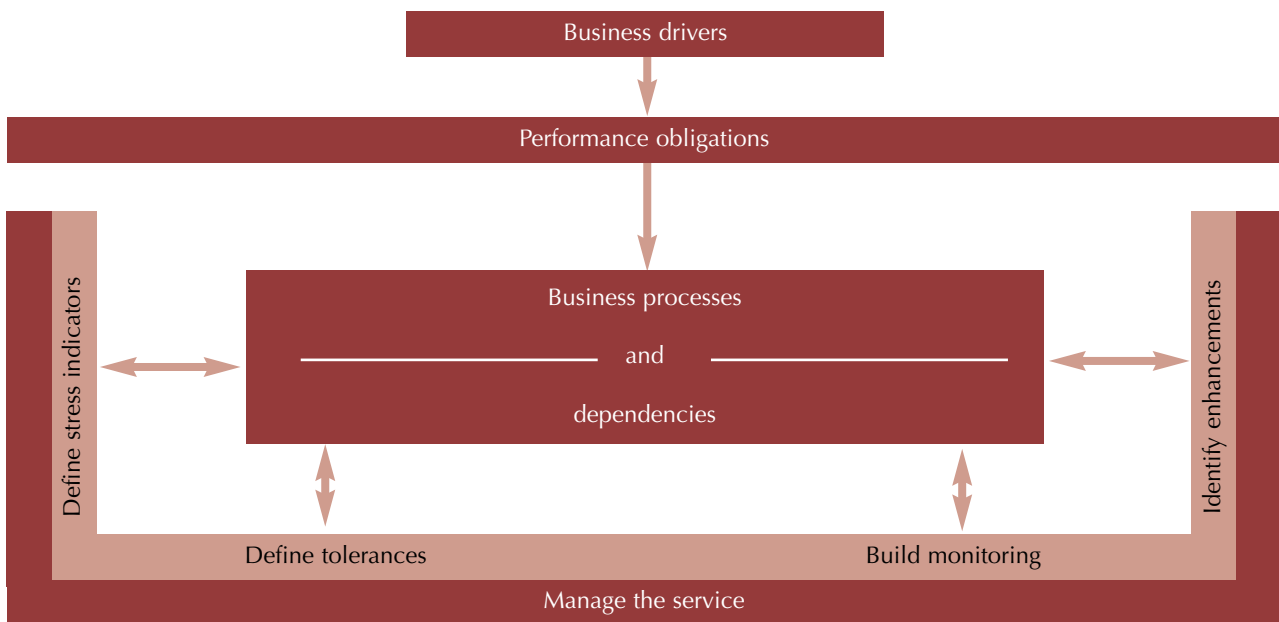 Business drivers
Performance obligations
Business processes
and
dependencies
Define stress indicators
Identify enhancements
Define tolerances
Build monitoring
Manage the service